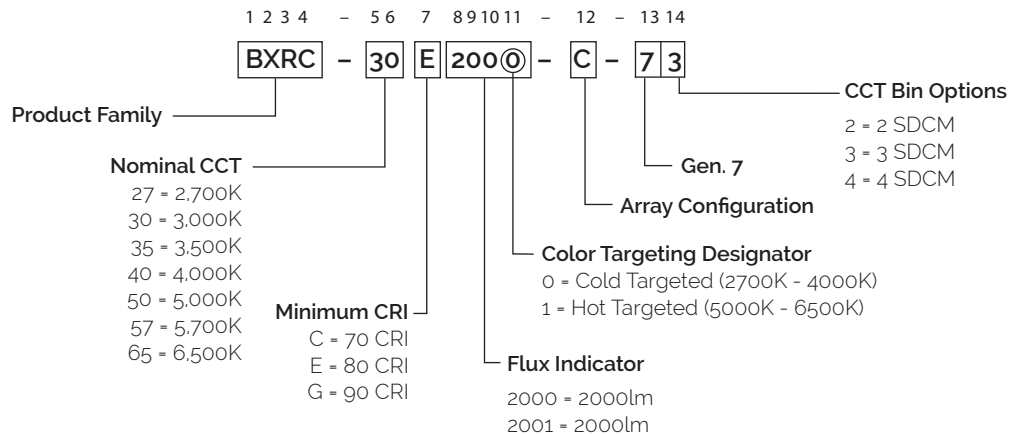 1 2 3 4 – 5 6 7 8 9 10 11 – 12 – 13 14
BXRC – 30 E 2000 – C – 7 3
Product Family
CCT Bin Options
2 = 2 SDCM
3 = 3 SDCM
4 = 4 SDCM
Nominal CCT
27 = 2,700K
30 = 3,000K
35 = 3,500K
40 = 4,000K
50 = 5,000K
57 = 5,700K
65 = 6,500K
Gen. 7
Array Configuration
Color Targeting Designator
0 = Cold Targeted (2700K - 4000K)
1 = Hot Targeted (5000K - 6500K)
Minimum CRI
C = 70 CRI
E = 80 CRI
G = 90 CRI
Flux Indicator
2000 = 2000lm
2001 = 2000lm